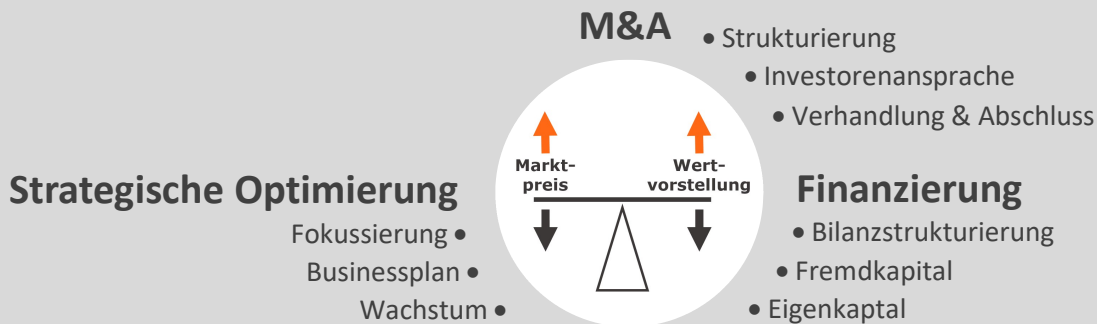 M&A
• Strukturierung
• Investorenansprache
• Verhandlung & Abschluss
Markt-
preis
Wert-
vorstellung
Strategische Optimierung
Fokussierung •
Businessplan •
Wachstum •
Finanzierung
• Bilanzstrukturierung
• Fremdkapital
• Eigenkaptal